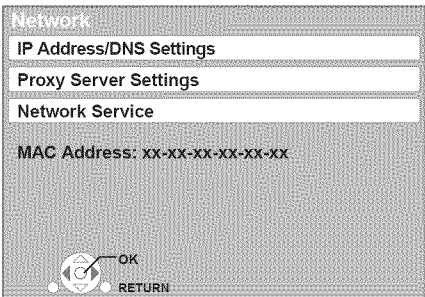 Network
IP Address/DNS Settings
Proxy Server Settings
Network Service
MAC Address: xx-xx-xx-xx-xx-xx
OK
RETURN